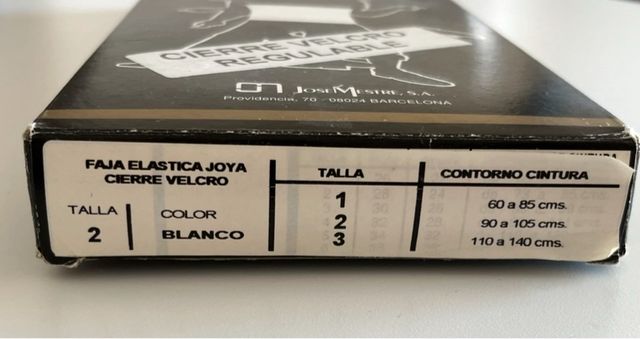 CIERRE VELCRO
REGULABLE
JOSE MESTRE, S.A.
Providencia, 70 - 08024 BARCELONA
FAJA ELASTICA JOYA
CIERRE VELCRO
TALLA
2
COLOR
BLANCO
TALLA
1
2
3
CONTORNO CINTURA
60 a 85 cms.
90 a 105 cms.
110 a 140 cms.